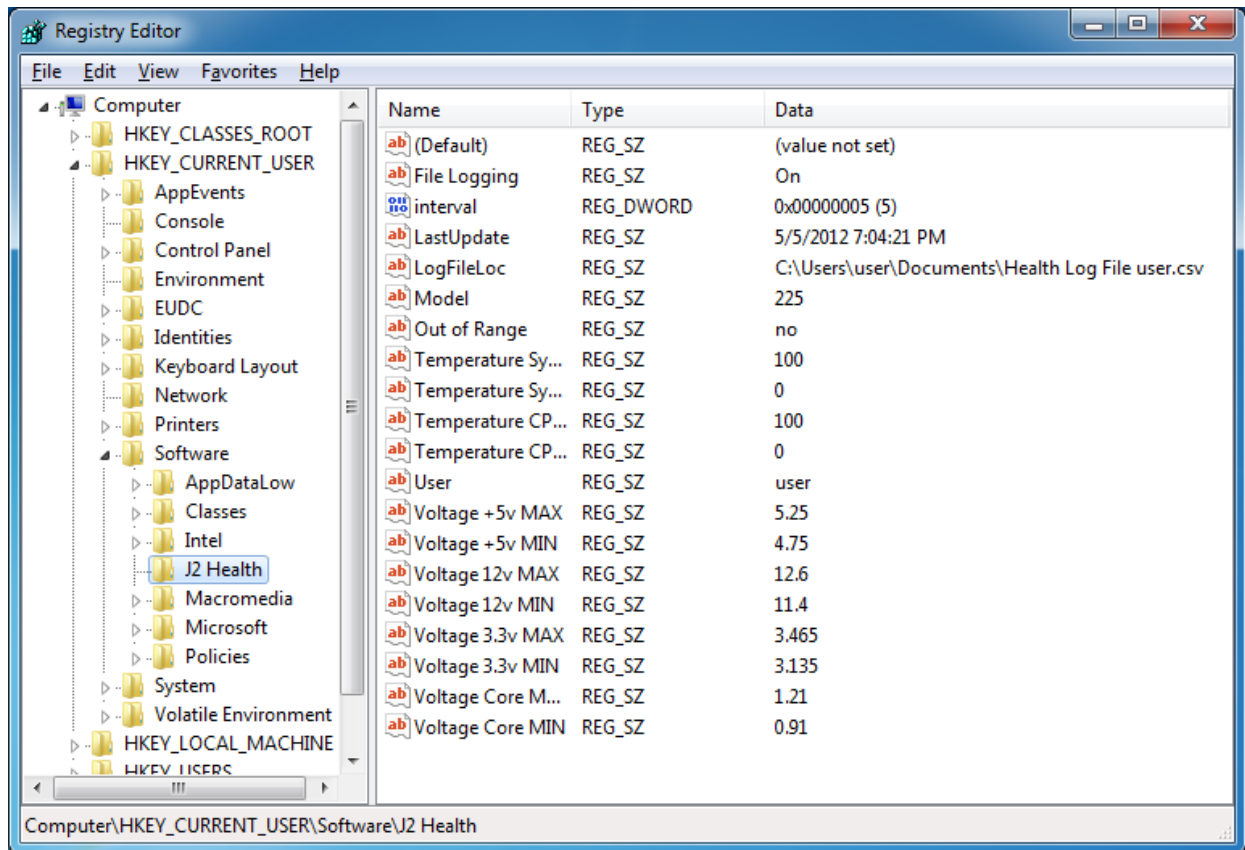 Registry Editor
File Edit View Favorites Help
Computer
HKEY_CLASSES_ROOT
HKEY_CURRENT_USER
AppEvents
Console
Control Panel
Environment
EUDC
Identities
Keyboard Layout
Network
Printers
Software
AppDataLow
Classes
Intel
J2 Health
Macromedia
Microsoft
Policies
System
Volatile Environment
HKEY_LOCAL_MACHINE
HKEY_USERS
Name Type Data
(Default) REG_SZ (value not set)
File Logging REG_SZ On
interval REG_DWORD 0x00000005 (5)
LastUpdate REG_SZ 5/5/2012 7:04:21 PM
LogFileLoc REG_SZ C:\Users\user\Documents\Health Log File user.csv
Model REG_SZ 225
Out of Range REG_SZ no
Temperature Sy... REG_SZ 100
Temperature Sy... REG_SZ 0
Temperature CP... REG_SZ 100
Temperature CP... REG_SZ 0
User REG_SZ user
Voltage +5v MAX REG_SZ 5.25
Voltage +5v MIN REG_SZ 4.75
Voltage 12v MAX REG_SZ 12.6
Voltage 12v MIN REG_SZ 11.4
Voltage 3.3v MAX REG_SZ 3.465
Voltage 3.3v MIN REG_SZ 3.135
Voltage Core M... REG_SZ 1.21
Voltage Core MIN REG_SZ 0.91
Computer\HKEY_CURRENT_USER\Software\J2 Health